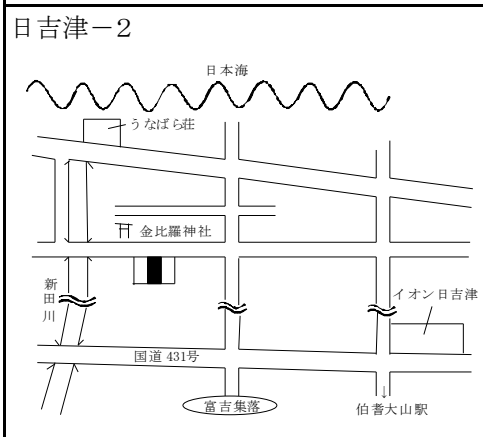 日吉津－2
日本海
うなばら荘
金比羅神社
新田川
イオン日吉津
国道 431号
富吉集落
↓
伯耆大山駅